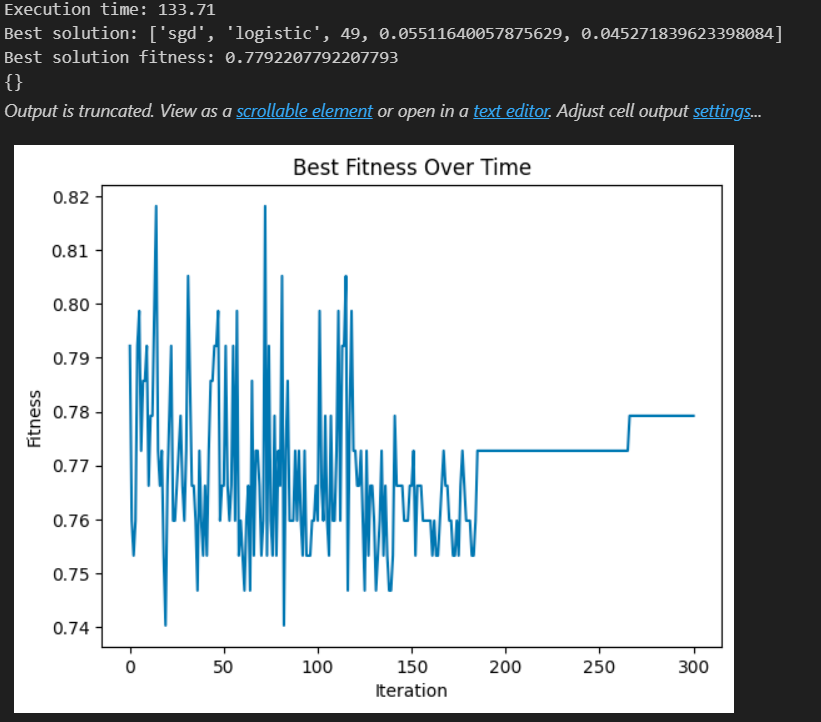 Execution time: 133.71
Best solution: ['sgd', 'logistic', 49, 0.05511640057875629, 0.045271839623398084]
Best solution fitness: 0.7792207792207793
{}
Output is truncated. View as a scrollable element or open in a text editor. Adjust cell output settings...
Best Fitness Over Time
0.82
0.81
0.80
0.79
0.78
0.77
0.76
0.75
0.74
Fitness
0 50 100 150 200 250 300
Iteration